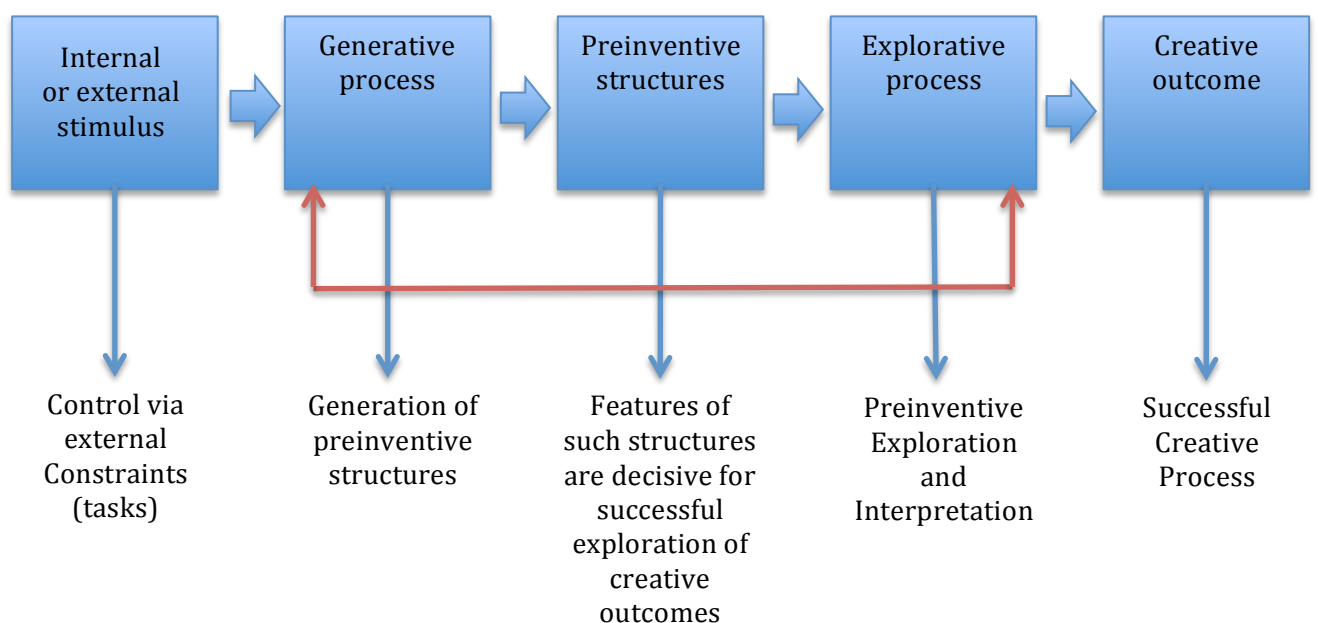 Internal
or external
stimulus
Generative
process
Preinventive
structures
Explorative
process
Creative
outcome
Control via
external
Constraints
(tasks)
Generation of
preinventive
structures
Features of
such structures
are decisive for
successful
exploration of
creative
outcomes
Preinventive
Exploration
and
Interpretation
Successful
Creative
Process